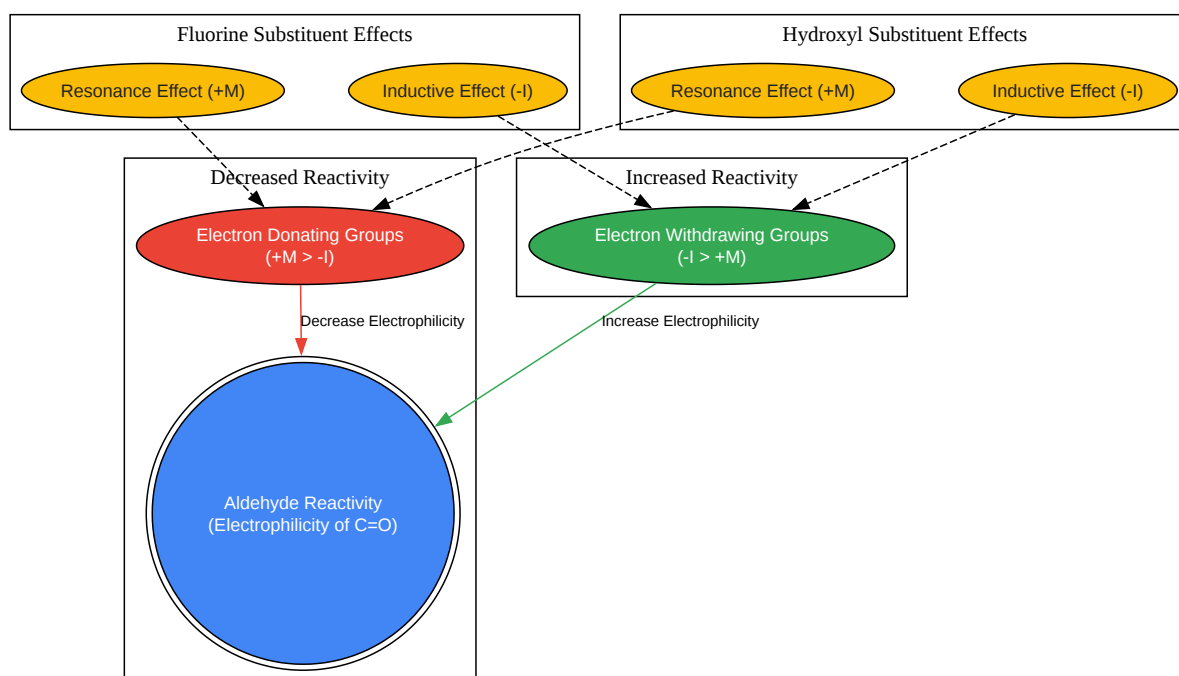 Fluorine Substituent Effects
Hydroxyl Substituent Effects
Resonance Effect (+M)
Inductive Effect (-I)
Resonance Effect (+M)
Inductive Effect (-I)
Decreased Reactivity
Increased Reactivity
Electron Donating Groups
(+M > -I)
Electron Withdrawing Groups
(-I > +M)
Decrease Electrophilicity
Increase Electrophilicity
Aldehyde Reactivity
(Electrophilicity of C=O)